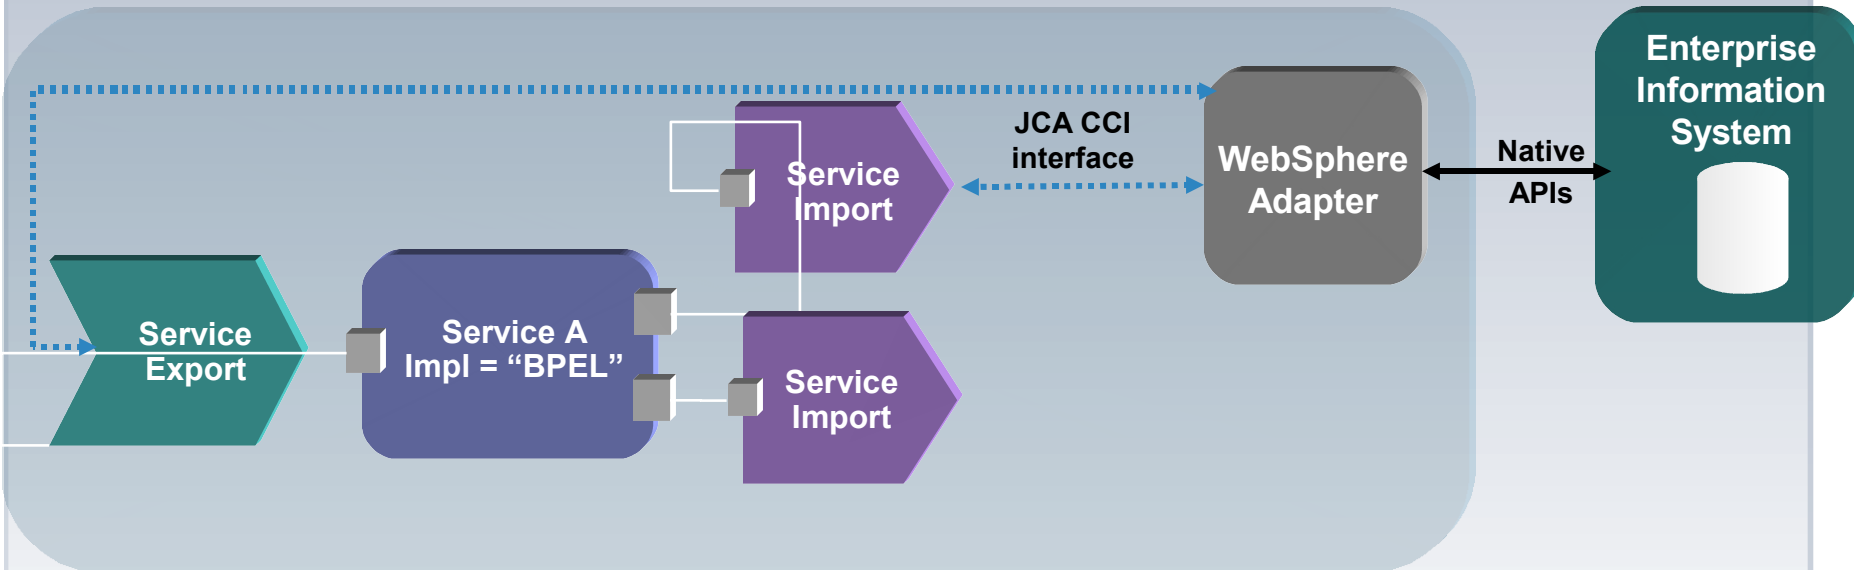 Enterprise
Information
System
JCA CCI
interface
WebSphere
Adapter
Native
APIs
Service
Import
Service
Export
Service A
Impl = “BPEL”
Service
Import